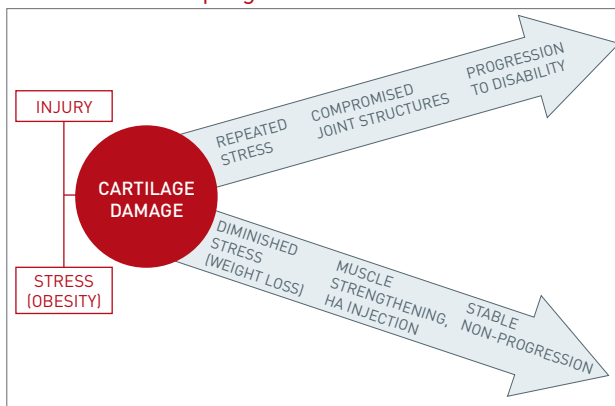 INJURY
STRESS
(OBESITY)
CARTILAGE
DAMAGE
REPEATED
STRESS
COMPROMISED
JOINT STRUCTURES
PROGRESSION
TO DISABILITY
DIMINISHED
STRESS
(WEIGHT LOSS)
MUSCLE
STRENGTHENING,
HA INJECTION
STABLE
NON-PROGRESSION